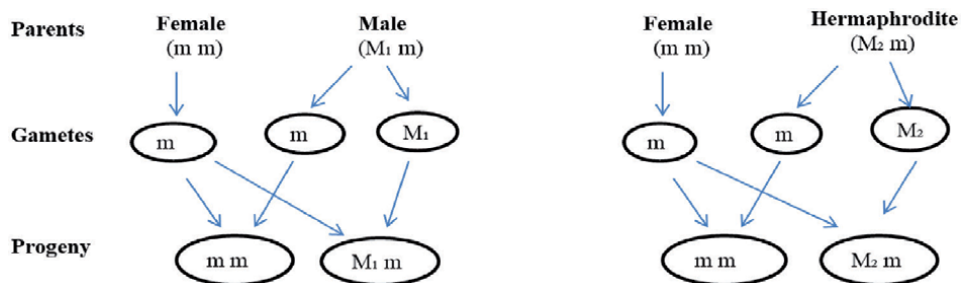 Parents Female Male Female Hermaphrodite
(m m) (M₁ m) (m m) (M₂ m)
Gametes m m M₁ m m M₂
Progeny m m M₁ m m m M₂ m